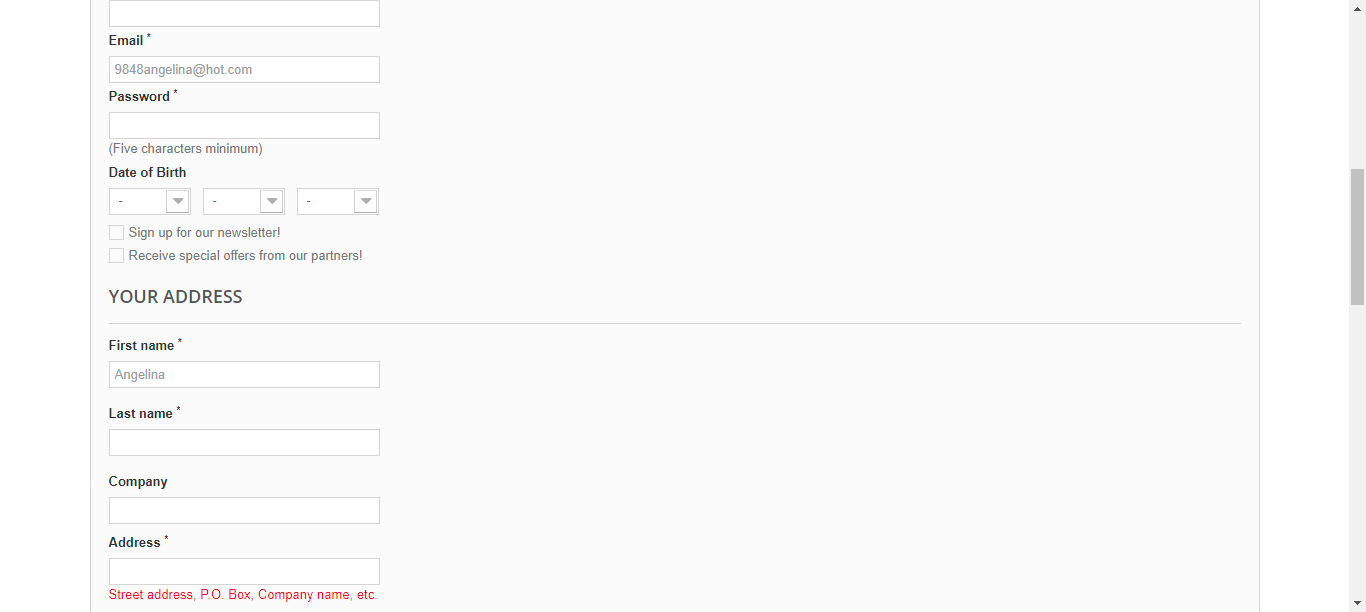 Email *
9848angelina@hot.com
Password *
(Five characters minimum)
Date of Birth
- - -
Sign up for our newsletter!
Receive special offers from our partners!
YOUR ADDRESS
First name *
Angelina
Last name *
Company
Address *
Street address, P.O. Box, Company name, etc.